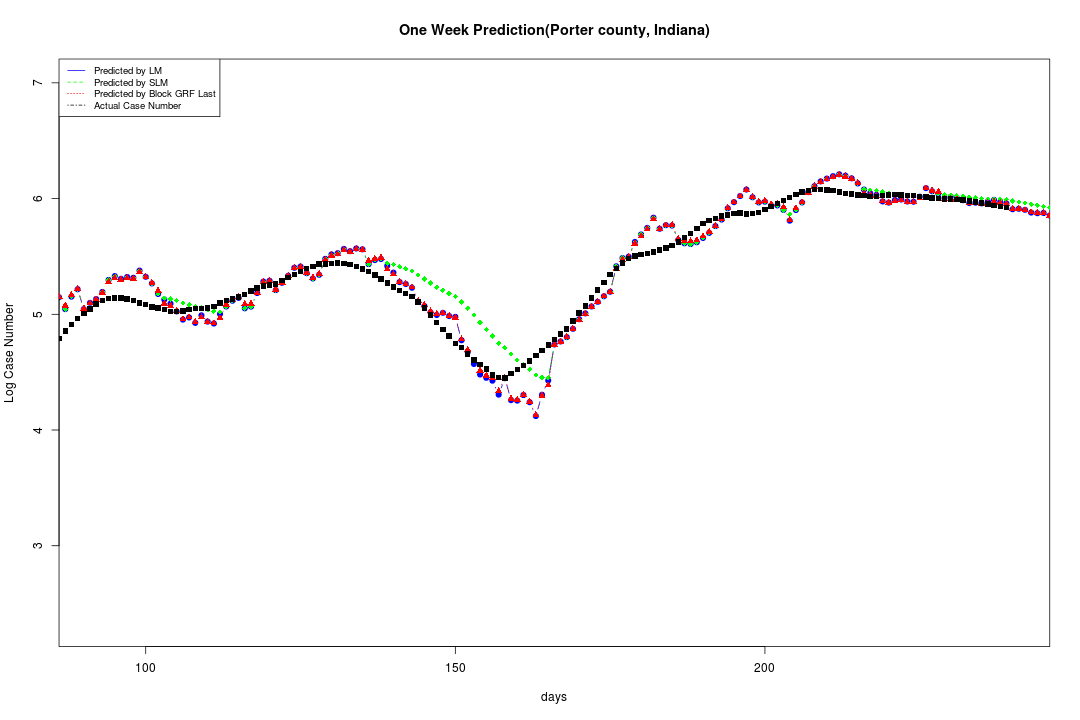 One Week Prediction(Porter county, Indiana)
Predicted by LM
Predicted by SLM
Predicted by Block GRF Last
Actual Case Number
7
6
5
4
3
Log Case Number
100
150
200
days